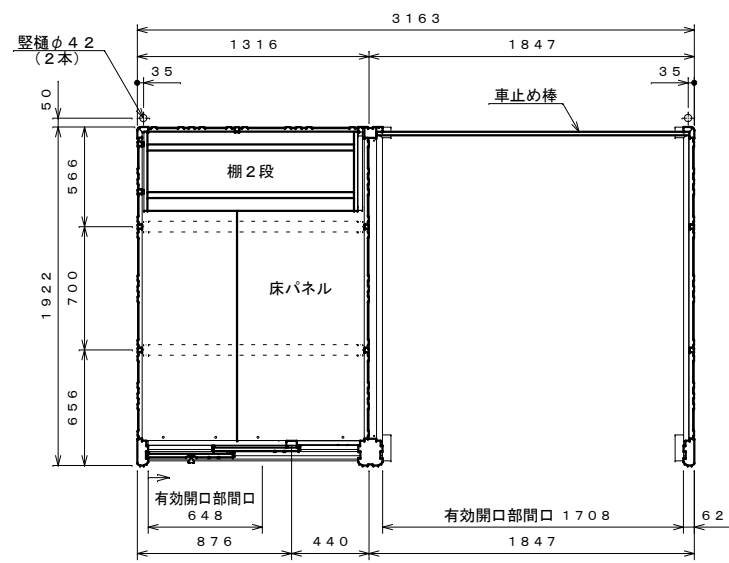 3163
竪樋φ42
(2本)
1316
1847
35
35
50
車止め棒
566
棚2段
1922
700
床パネル
656
有効開口部間口
648
有効開口部間口 1708
62
876
440
1847